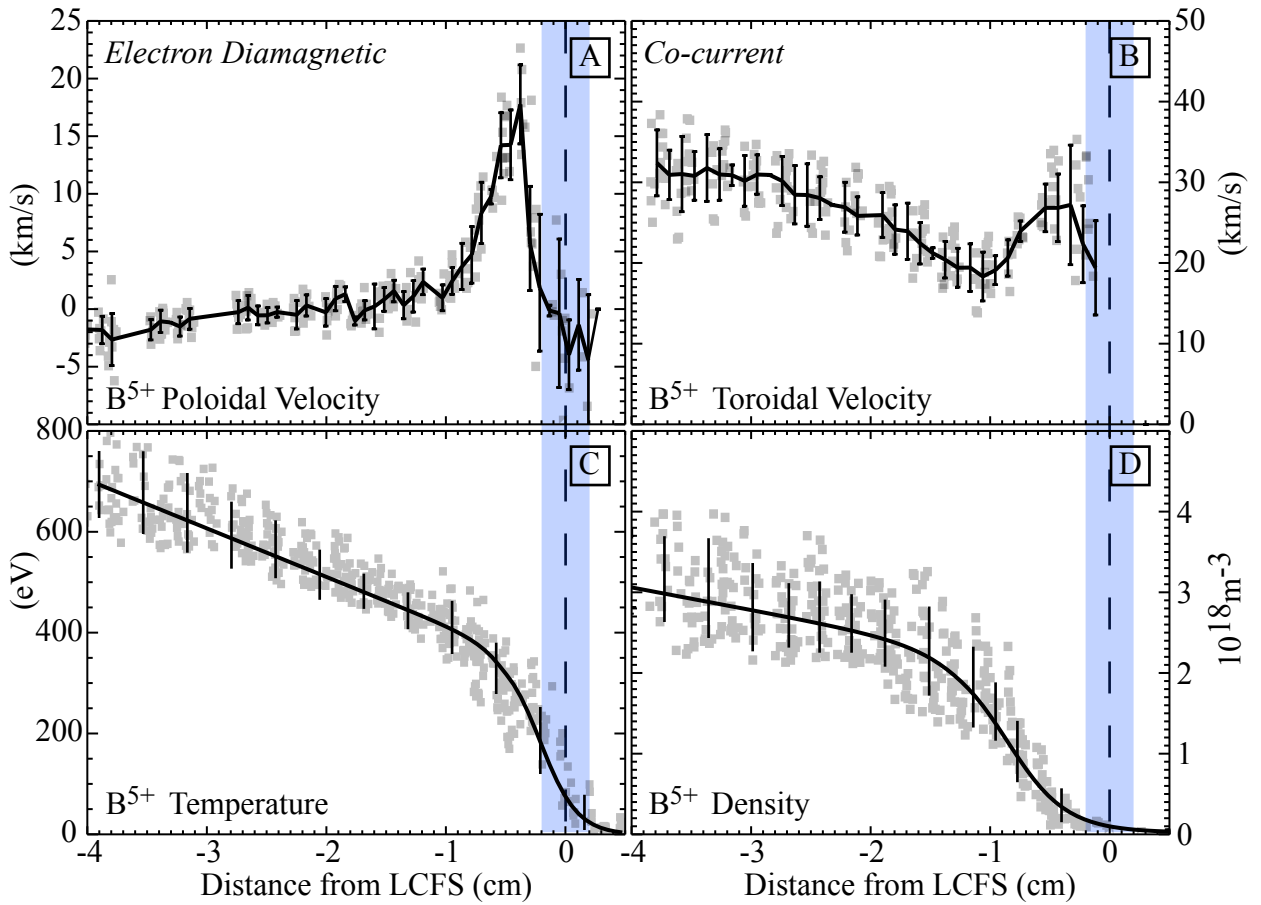 25
20
15
10
5
0
-5
(km/s)
Electron Diamagnetic
A
B⁵⁺ Poloidal Velocity
Co-current
B
B⁵⁺ Toroidal Velocity
50
40
30
20
10
0
(km/s)
800
600
400
200
0
(eV)
C
B⁵⁺ Temperature
-4 -3 -2 -1 0
Distance from LCFS (cm)
D
B⁵⁺ Density
4
3
2
1
0
10¹⁸m⁻³
-4 -3 -2 -1 0
Distance from LCFS (cm)